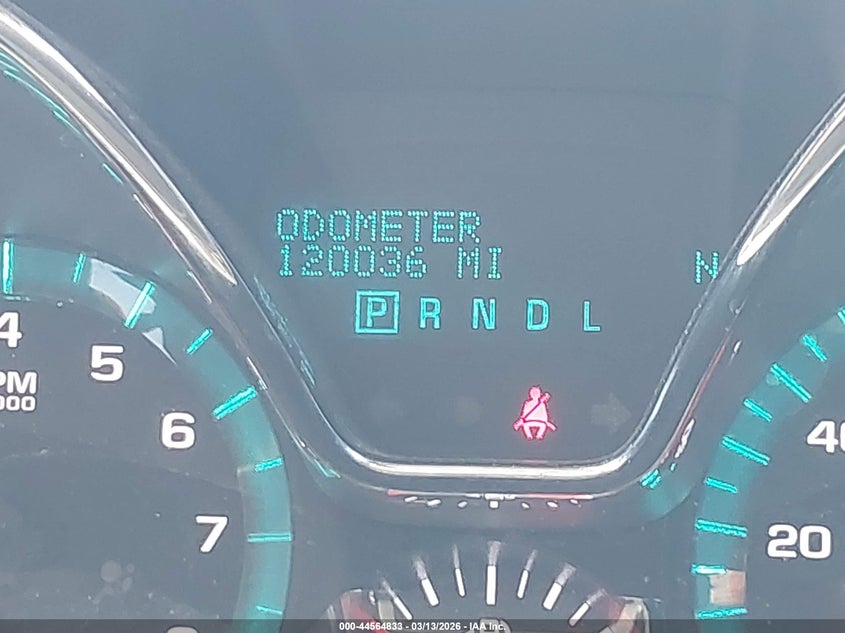 ODOMETER
120036 MI
N
P R N D L
4
5
6
7
PM
000
40
20
000-44564833 - 03/13/2026 - IAA Inc.